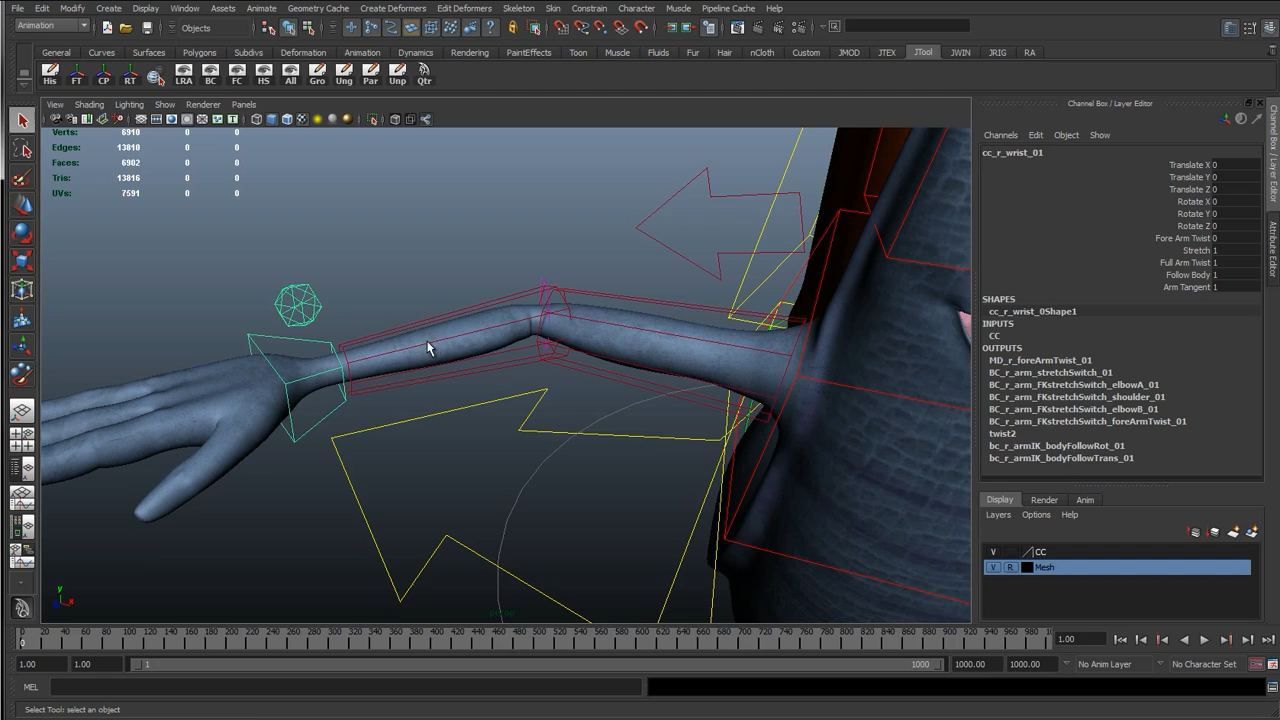 File Edit Modify Create Display Window Assets Animate Geometry Cache Create Deformers Edit Deformers Skeleton Skin Constrain Character Muscle Pipeline Cache Help
Animation Objects
General Curves Surfaces Polygons Subdivs Deformation Animation Dynamics Rendering PaintEffects Toon Muscle Fluids Fur Hair nCloth Custom JMOD JTEX JTool JWIN JRIG RA
His FT CP RT LRA BC FC HS All Gro Ung Par Unp Qtr
View Shading Lighting Show Renderer Panels
Verts: 6910 0 0
Edges: 13810 0 0
Faces: 6902 0 0
Tris: 13816 0 0
UVs: 7591 0 0
y
x
persp
Channel Box / Layer Editor
Channels Edit Object Show
cc_r_wrist_01
Translate X 0
Translate Y 0
Translate Z 0
Rotate X 0
Rotate Y 0
Rotate Z 0
Fore Arm Twist 0
Stretch 1
Full Arm Twist 1
Follow Body 1
Arm Tangent 1
SHAPES
cc_r_wrist_0Shape1
INPUTS
CC
OUTPUTS
MD_r_foreArmTwist_01
BC_r_arm_stretchSwitch_01
BC_r_arm_FKstretchSwitch_elbowA_01
BC_r_arm_FKstretchSwitch_shoulder_01
BC_r_arm_FKstretchSwitch_elbowB_01
BC_r_arm_FKstretchSwitch_foreArmTwist_01
twist2
bc_r_armIK_bodyFollowRot_01
bc_r_armIK_bodyFollowTrans_01
Display Render Anim
Layers Options Help
V CC
V R Mesh
Channel Box / Layer Editor
Attribute Editor
0 20 40 60 80 100 120 140 160 180 200 220 240 260 280 300 320 340 360 380 400 420 440 460 480 500 520 540 560 580 600 620 640 660 680 700 720 740 760 780 800 820 840 860 880 900 920 940 960 980
1.00
1.00 1.00 1 1000 1000.00 1000.00 No Anim Layer No Character Set
MEL
Select Tool: select an object